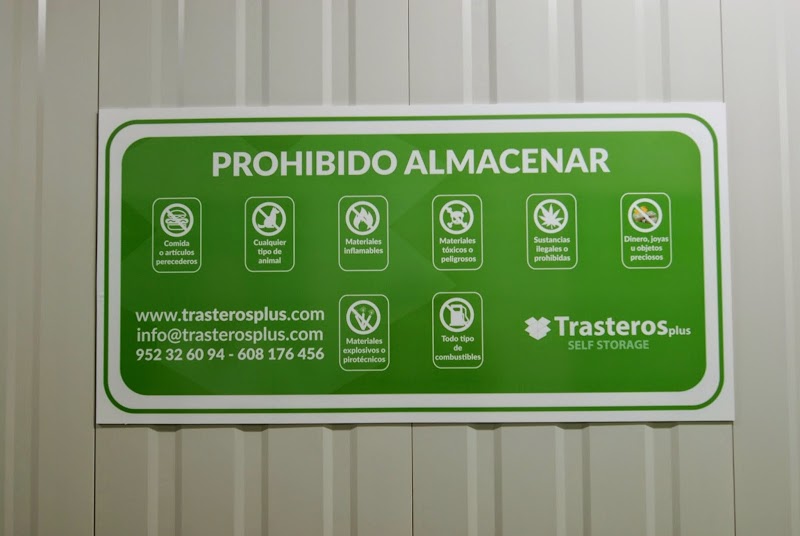 PROHIBIDO ALMACENAR
Comida
o artículos
perecederos
Cualquier
tipo de
animal
Materiales
inflamables
Materiales
tóxicos o
peligrosos
Sustancias
ilegales o
prohibidas
Dinero, joyas
u objetos
preciosos
www.trasterosplus.com
info@trasterosplus.com
952 32 60 94 - 608 176 456
Materiales
explosivos o
pirotécnicos
Todo tipo
de
combustibles
Trasterosplus
SELF STORAGE